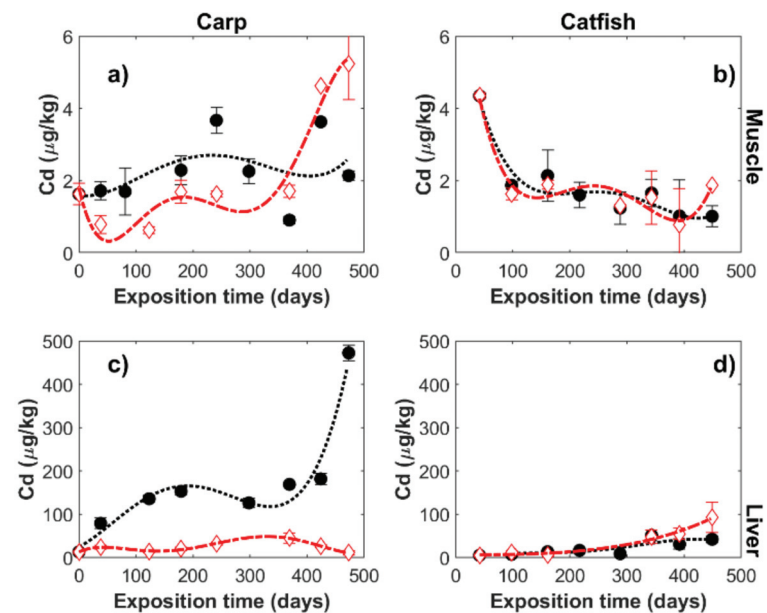 Carp
Catfish
6
4
2
0
Cd (μg/kg)
a)
0 100 200 300 400 500
Exposition time (days)
6
4
2
0
Cd (μg/kg)
b)
Muscle
0 100 200 300 400 500
Exposition time (days)
500
400
300
200
100
0
Cd (μg/kg)
c)
0 100 200 300 400 500
Exposition time (days)
500
400
300
200
100
0
Cd (μg/kg)
d)
Liver
0 100 200 300 400 500
Exposition time (days)